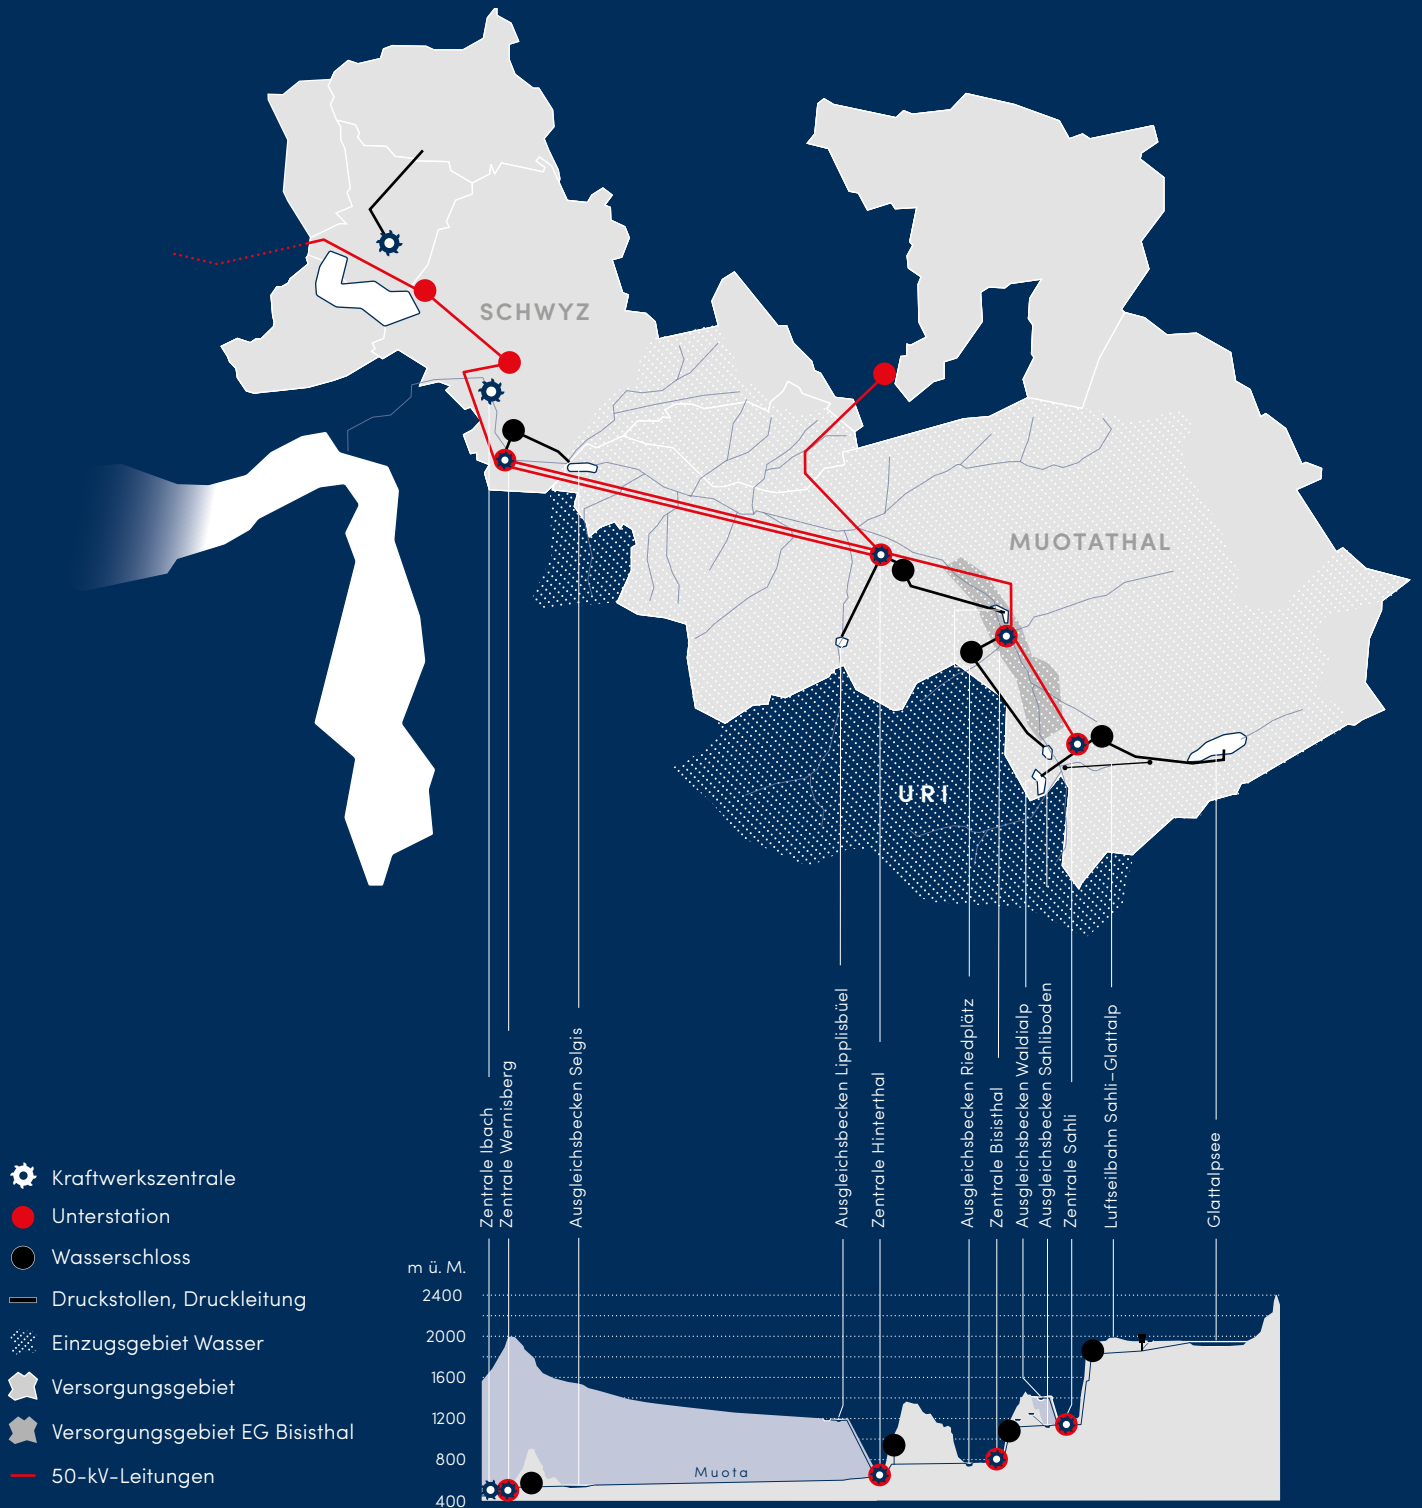 SCHWYZ
MUOTATHAL
URI
Zentrale Ibach
Zentrale Wernisberg
Ausgleichsbecken Selgis
Ausgleichsbecken Lipplisbüel
Zentrale Hinterthal
Ausgleichsbecken Riedplätz
Zentrale Bisisthal
Ausgleichsbecken Waldialp
Ausgleichsbecken Sahliboden
Zentrale Sahli
Luftseilbahn Sahli–Glattalp
Glattalpsee
Kraftwerkszentrale
Unterstation
Wasserschloss
Druckstollen, Druckleitung
Einzugsgebiet Wasser
Versorgungsgebiet
Versorgungsgebiet EG Bisisthal
50-kV-Leitungen
m ü. M.
2400
2000
1600
1200
800
400
Muota